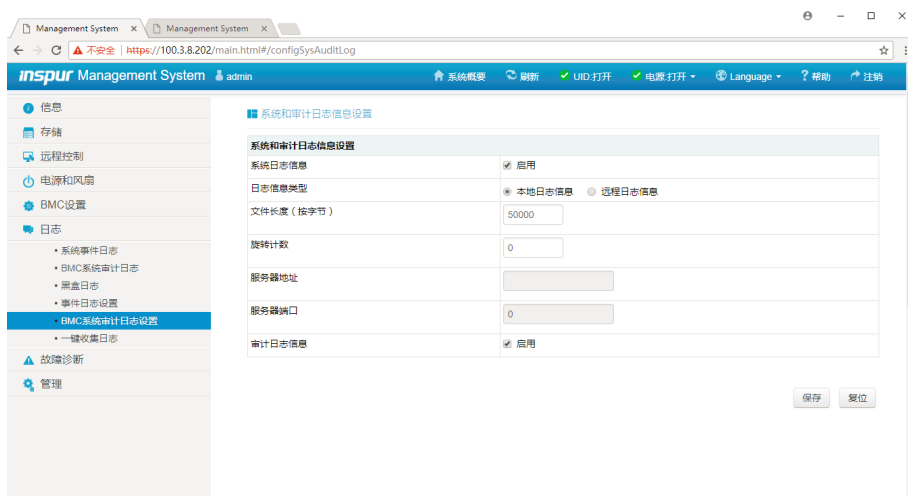 Management System × Management System ×
不安全 | https://100.3.8.202/main.html#/configSysAuditLog
inspur Management System admin 系统概要 刷新 UID:打开 电源:打开 Language 帮助 注销
信息
系统和审计日志信息设置
存储
系统和审计日志信息设置
远程控制
系统日志信息 启用
电源和风扇
日志信息类型 本地日志信息 远程日志信息
BMC设置
文件长度(按字节) 50000
日志
旋转计数 0
• 系统事件日志
• BMC系统审计日志
• 黑盒日志
服务器地址
• 事件日志设置
服务器端口 0
• BMC系统审计日志设置
• 一键收集日志
审计日志信息 启用
故障诊断
管理
保存 复位